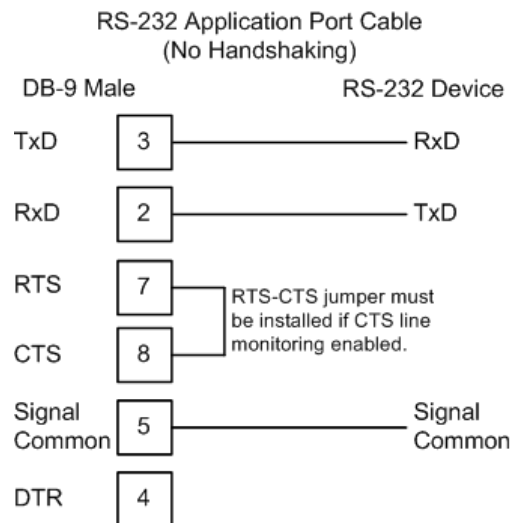 RS-232 Application Port Cable
(No Handshaking)
DB-9 Male
RS-232 Device
TxD 3 RxD
RxD 2 TxD
RTS 7
RTS-CTS jumper must
be installed if CTS line
monitoring enabled.
CTS 8
Signal
Common
5
Signal
Common
DTR 4